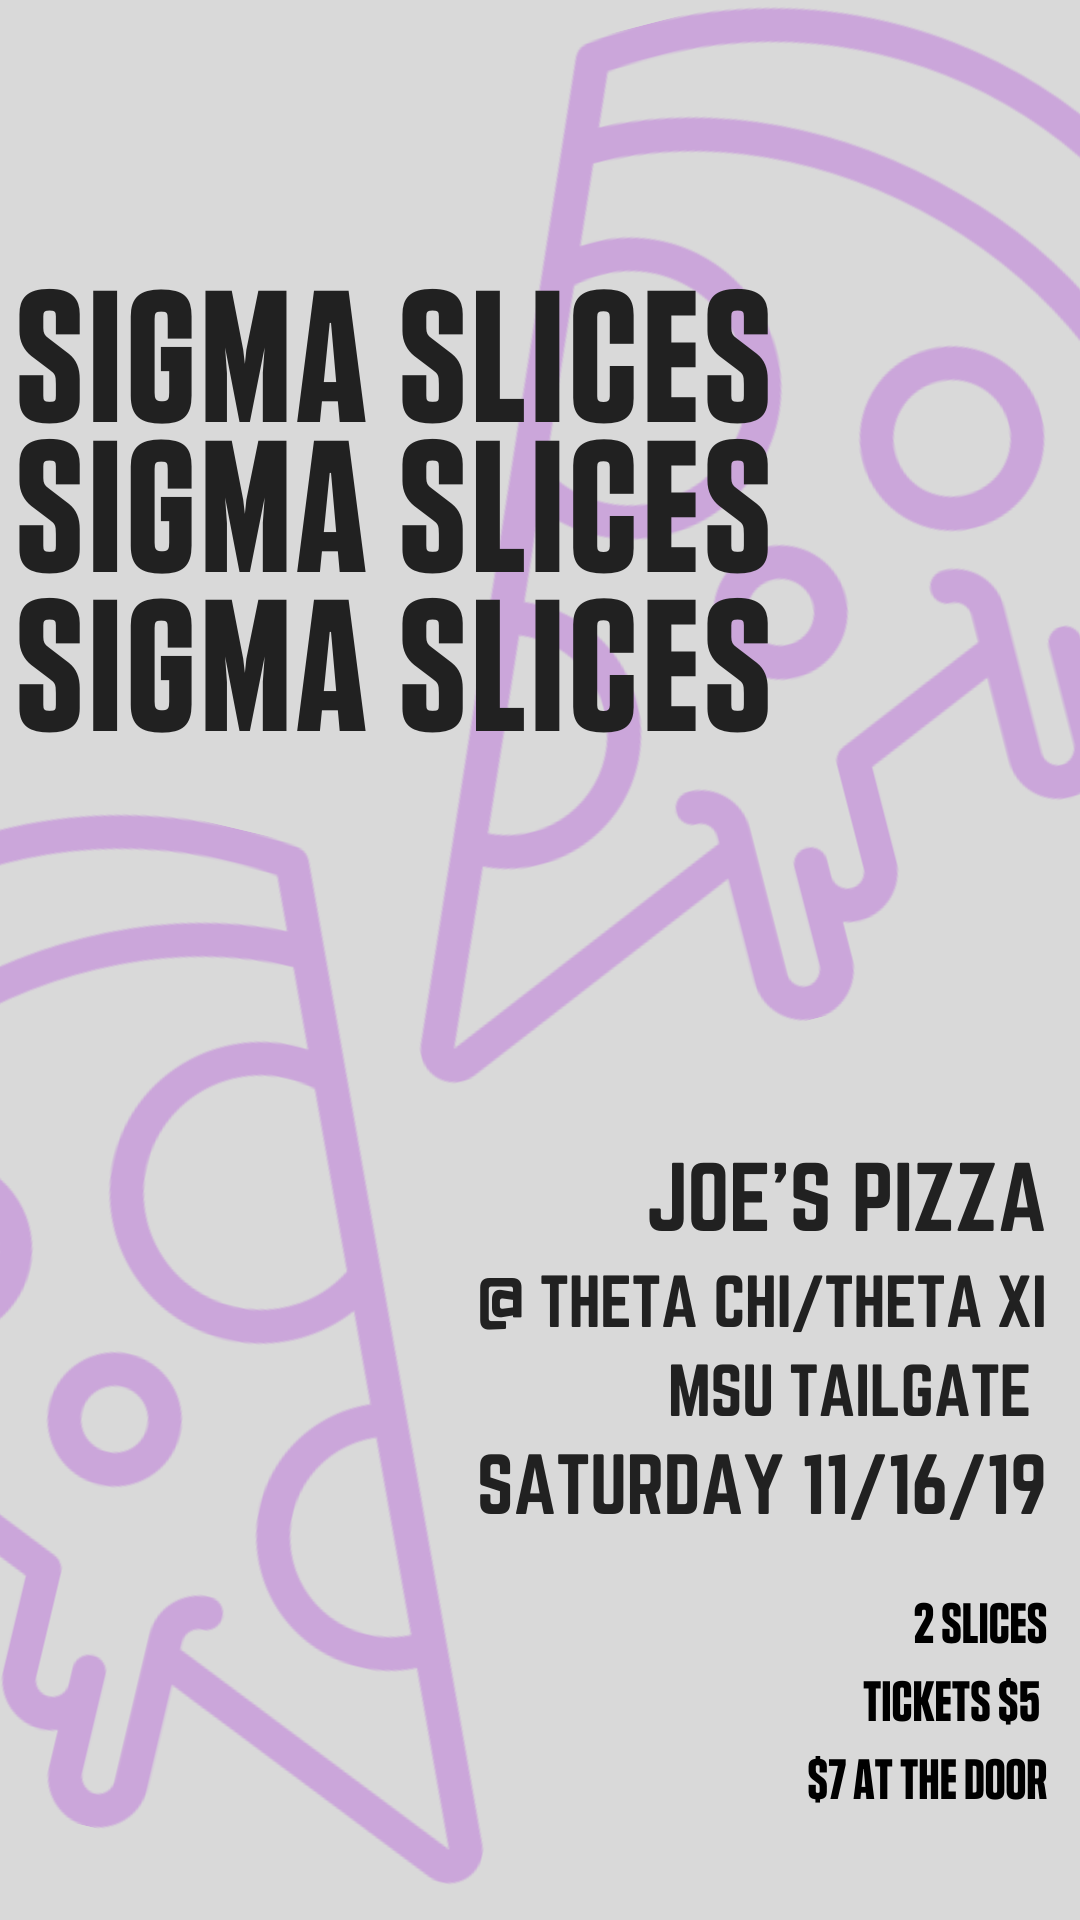 SIGMA SLICES
SIGMA SLICES
SIGMA SLICES
JOE'S PIZZA
@ THETA CHI/THETA XI
MSU TAILGATE
SATURDAY 11/16/19
2 SLICES
TICKETS $5
$7 AT THE DOOR